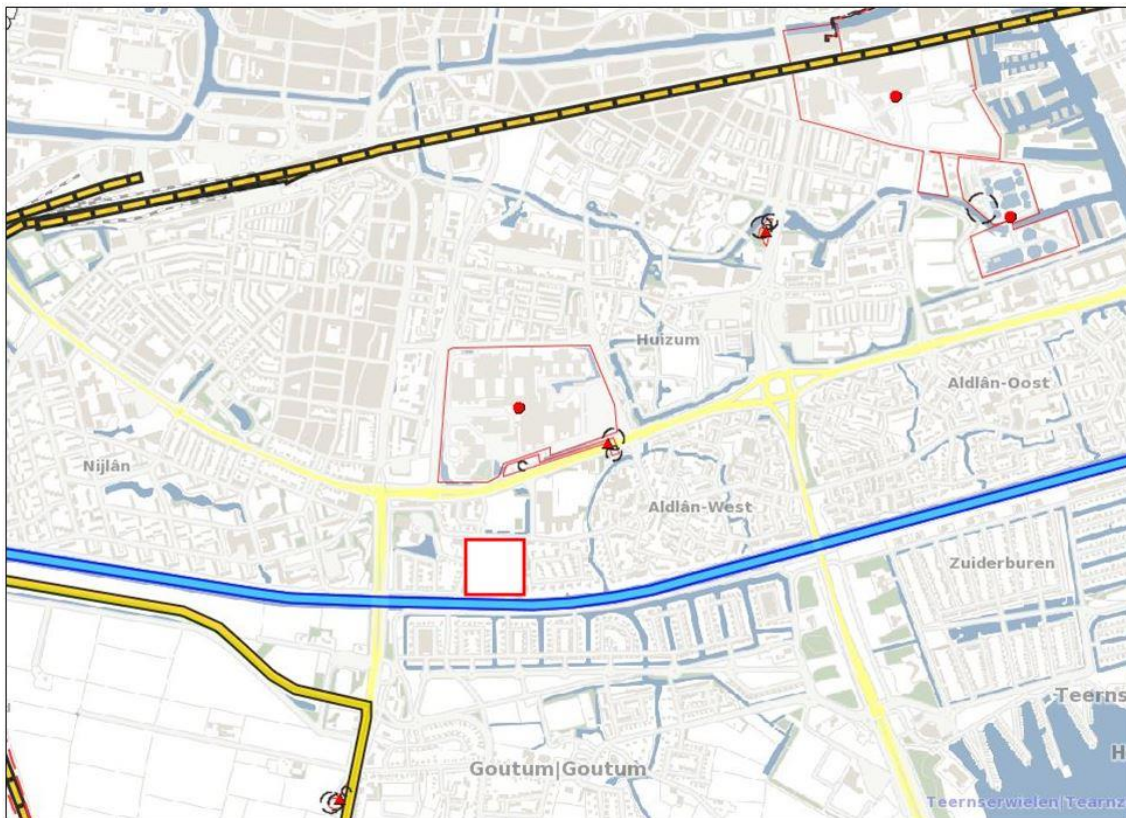 Huizum
Aldlân-Oost
Nijlân
Aldlân-West
Zuiderburen
Teerns
H
Goutum|Goutum
Teernserwielen|Tearnz